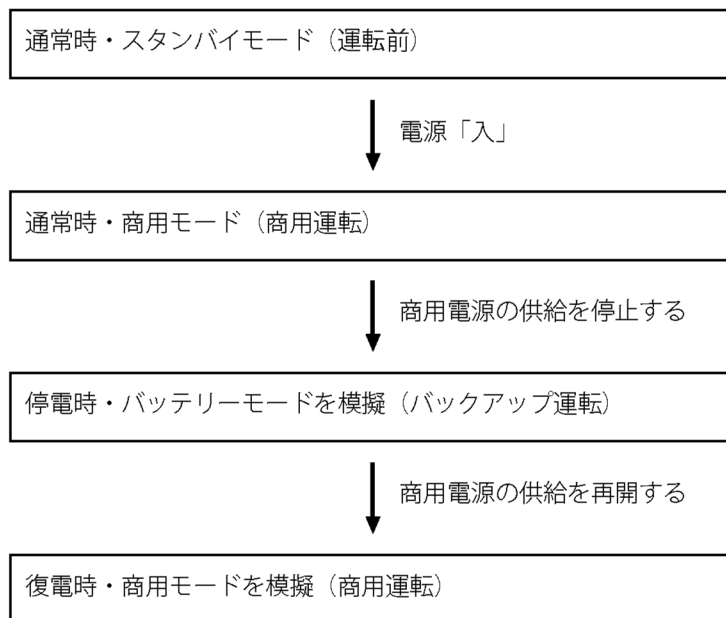 通常時・スタンバイモード（運転前）
電源「入」
通常時・商用モード（商用運転）
商用電源の供給を停止する
停電時・バッテリーモードを模擬（バックアップ運転）
商用電源の供給を再開する
復電時・商用モードを模擬（商用運転）